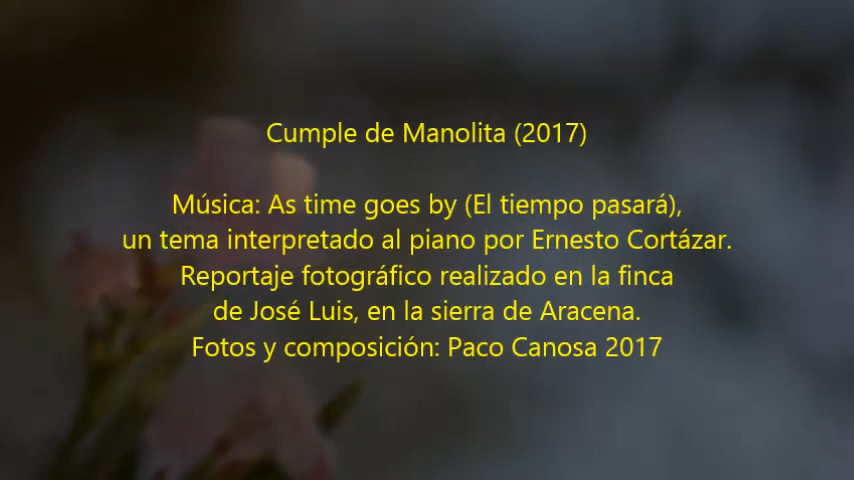 Cumple de Manolita (2017)
Música: As time goes by (El tiempo pasará),
un tema interpretado al piano por Ernesto Cortázar.
Reportaje fotográfico realizado en la finca
de José Luis, en la sierra de Aracena.
Fotos y composición: Paco Canosa 2017